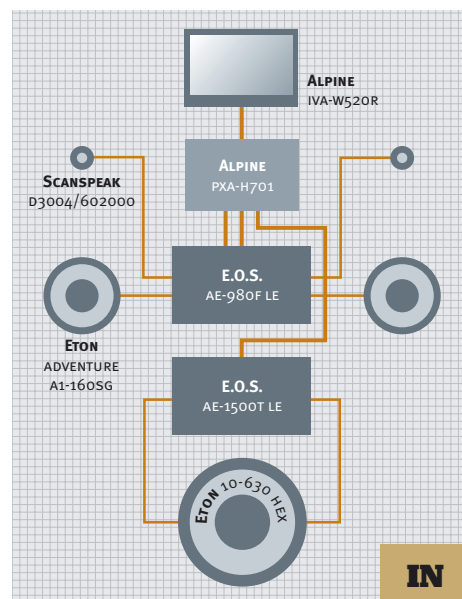 ALPINE
IVA-W520R
ALPINE
PXA-H701
SCANSPEAK
D3004/602000
E.O.S.
AE-980F LE
ETON
ADVENTURE
A1-160SG
E.O.S.
AE-1500T LE
ETON 10-630 HEX
IN